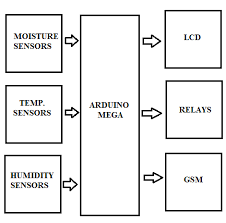 MOISTURE
SENSORS
TEMP.
SENSORS
HUMIDITY
SENSORS
ARDUINO
MEGA
LCD
RELAYS
GSM